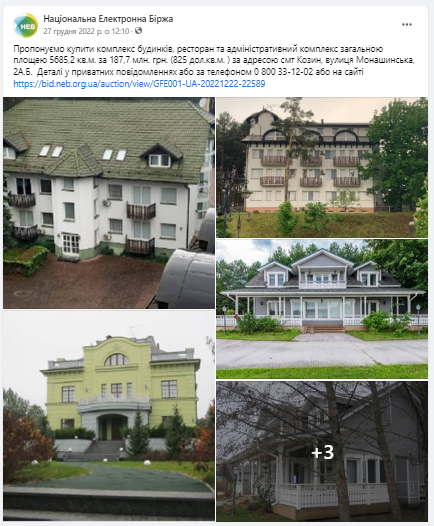 Національна Електронна Біржа
27 грудня 2022 р. о 12:10 ·
НЕБ
Пропонуємо купити комплекс будинків, ресторан та адміністративний комплекс загальною
площею 5685,2 кв.м. за 187,7 млн. грн. (825 дол.кв.м. ) за адресою смт Козин, вулиця Монашинська,
2А,Б. Деталі у приватних повідомленнях або за телефоном 0 800 33-12-02 або на сайті
https://bid.neb.org.ua/auction/view/GFE001-UA-20221222-22589
+3